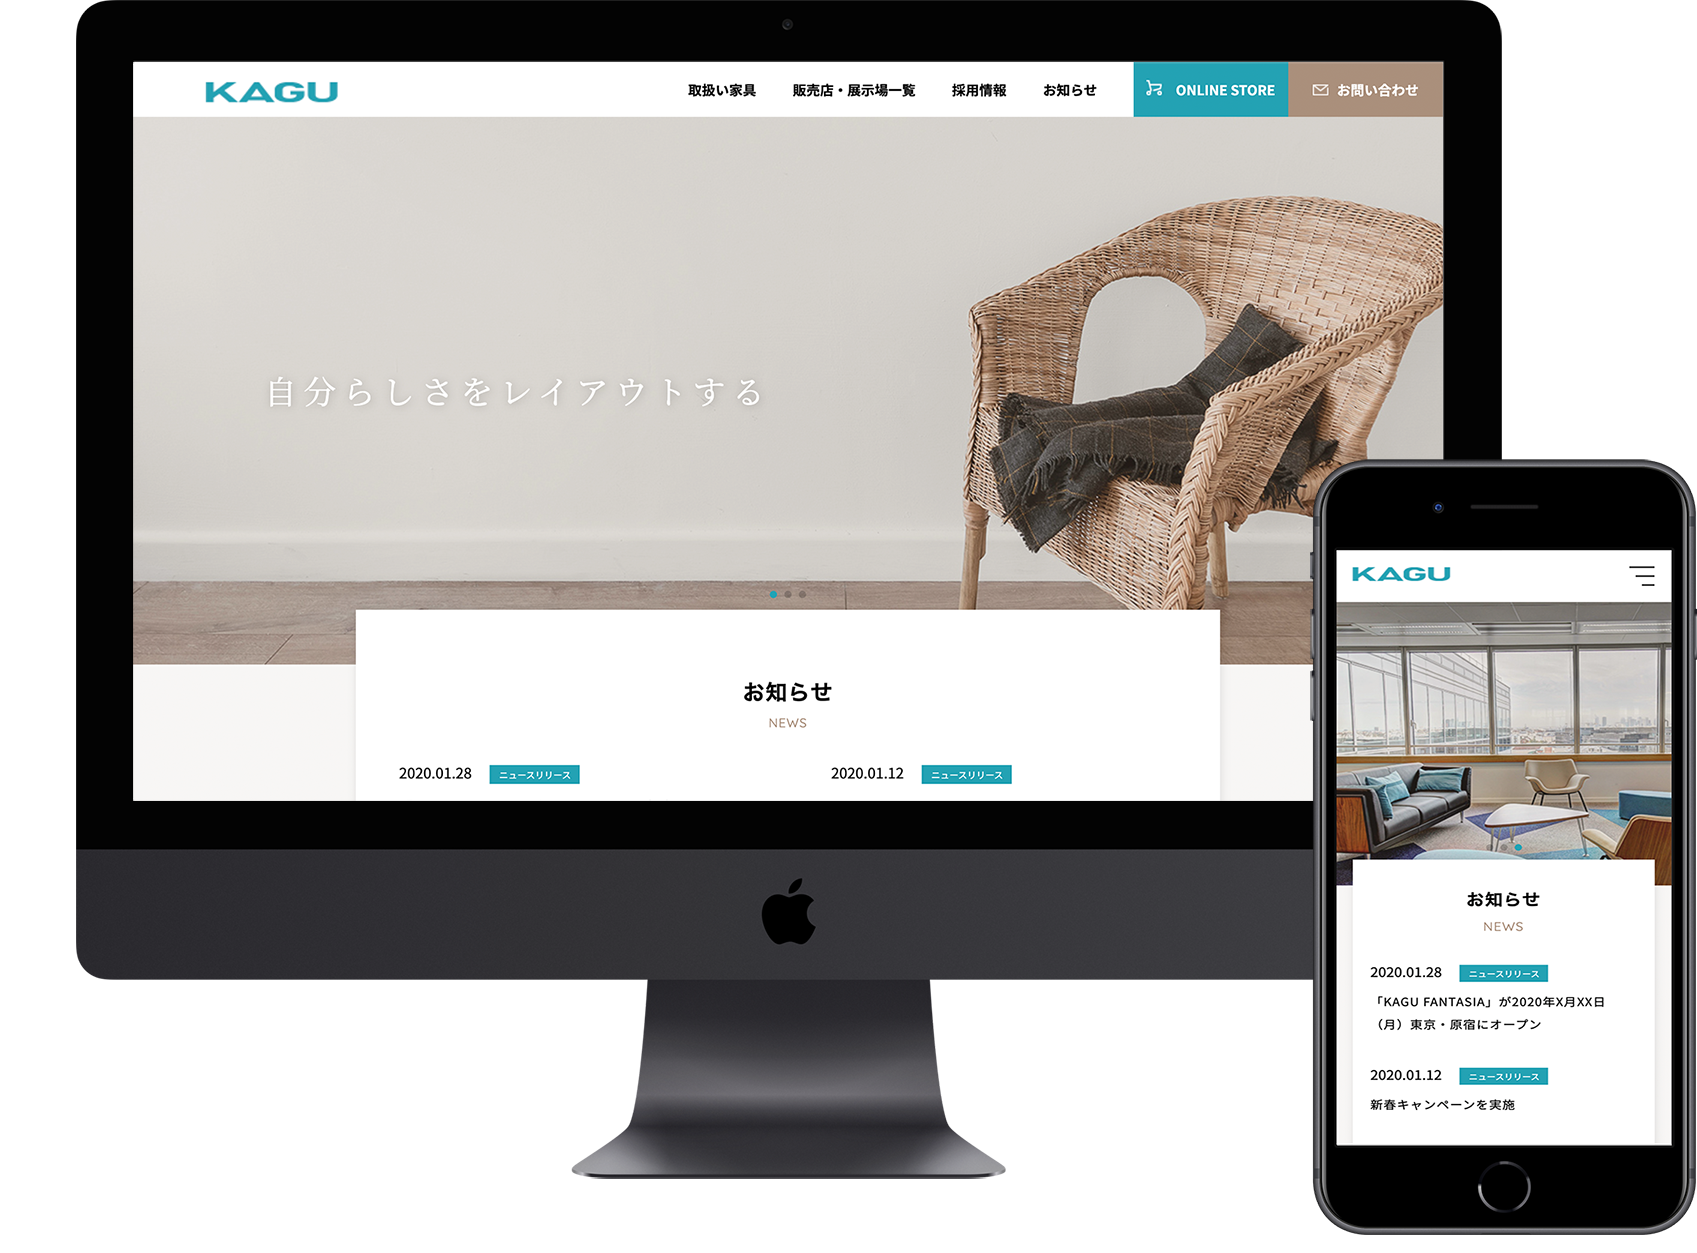 KAGU
取扱い家具 販売店・展示場一覧 採用情報 お知らせ ONLINE STORE お問い合わせ
自分らしさをレイアウトする
お知らせ
NEWS
2020.01.28 ニュースリリース 2020.01.12 ニュースリリース
KAGU
お知らせ
NEWS
2020.01.28 ニュースリリース
「KAGU FANTASIA」が2020年X月XX日
（月）東京・原宿にオープン
2020.01.12 ニュースリリース
新春キャンペーンを実施